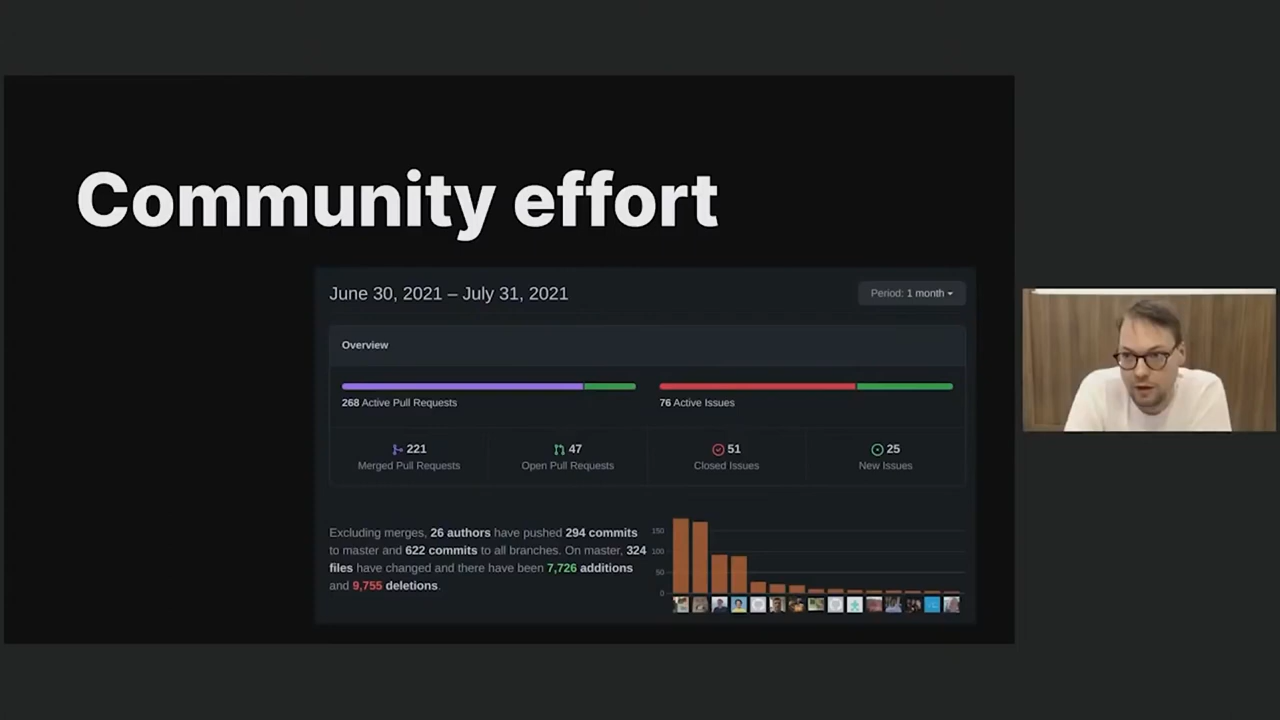 Community effort
June 30, 2021 – July 31, 2021
Period: 1 month
Overview
268 Active Pull Requests
76 Active Issues
221
Merged Pull Requests
47
Open Pull Requests
51
Closed Issues
25
New Issues
Excluding merges, 26 authors have pushed 294 commits
to master and 622 commits to all branches. On master, 324
files have changed and there have been 7,726 additions
and 9,755 deletions.
150
100
50
0